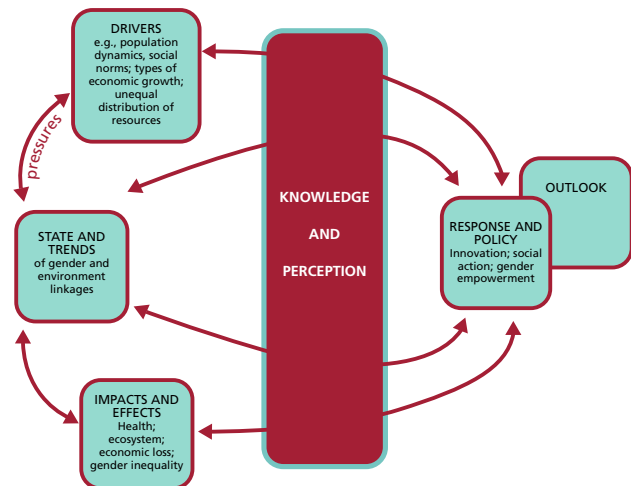 DRIVERS
e.g., population
dynamics, social
norms; types of
economic growth;
unequal
distribution of
resources
pressures
STATE AND
TRENDS
of gender and
environment
linkages
IMPACTS AND
EFFECTS
Health;
ecosystem;
economic loss;
gender inequality
KNOWLEDGE
AND
PERCEPTION
RESPONSE AND
POLICY
Innovation; social
action; gender
empowerment
OUTLOOK